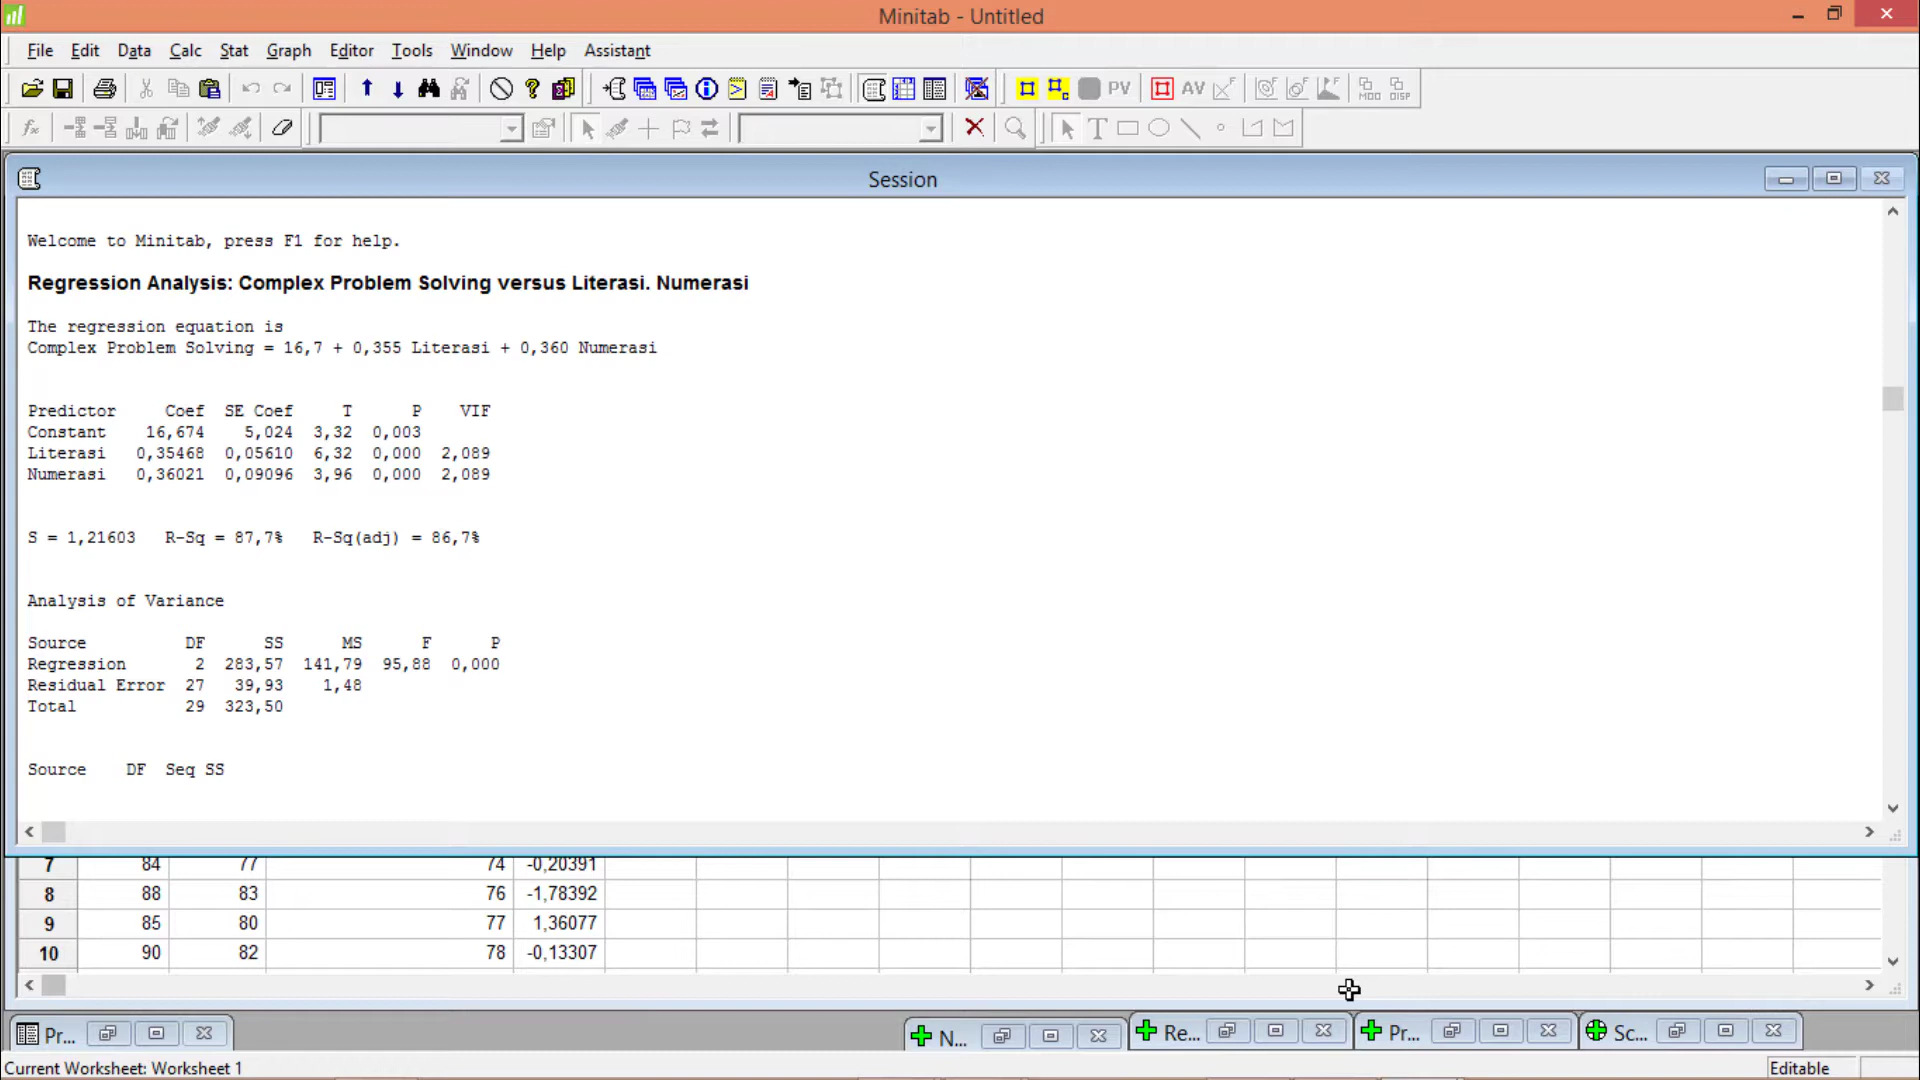 Minitab - Untitled
File Edit Data Calc Stat Graph Editor Tools Window Help Assistant
PV AV MOD DISP
fx T
Session
Welcome to Minitab, press F1 for help.
Regression Analysis: Complex Problem Solving versus Literasi. Numerasi
The regression equation is
Complex Problem Solving = 16,7 + 0,355 Literasi + 0,360 Numerasi
Predictor Coef SE Coef T P VIF
Constant 16,674 5,024 3,32 0,003
Literasi 0,35468 0,05610 6,32 0,000 2,089
Numerasi 0,36021 0,09096 3,96 0,000 2,089
S = 1,21603 R-Sq = 87,7% R-Sq(adj) = 86,7%
Analysis of Variance
Source DF SS MS F P
Regression 2 283,57 141,79 95,88 0,000
Residual Error 27 39,93 1,48
Total 29 323,50
Source DF Seq SS
7 84 77 74 -0,20391
8 88 83 76 -1,78392
9 85 80 77 1,36077
10 90 82 78 -0,13307
Pr... N... Re... Pr... Sc...
Current Worksheet: Worksheet 1 Editable